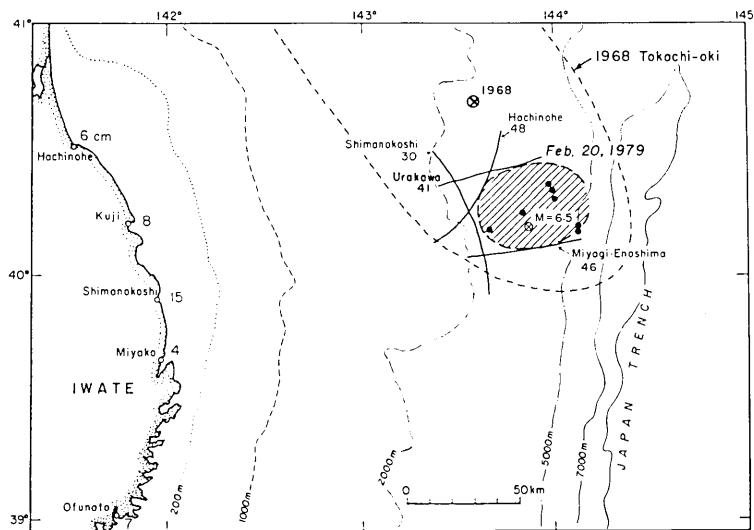 141° 142° 143° 144° 145
41°
1968 Tokachi-oki
1968
6 cm
Hachinohe
Hachinohe
48
Shimanokoshi
30
Urakawa
41
Feb. 20, 1979
Kuji
8
M=6·5
Miyagi-Enoshima
46
40°
Shimanokoshi
15
Miyako
4
IWATE
JAPAN TRENCH
200m
1000m
2000m
5000m
7000m
0 50km
Ofunato
7
39°